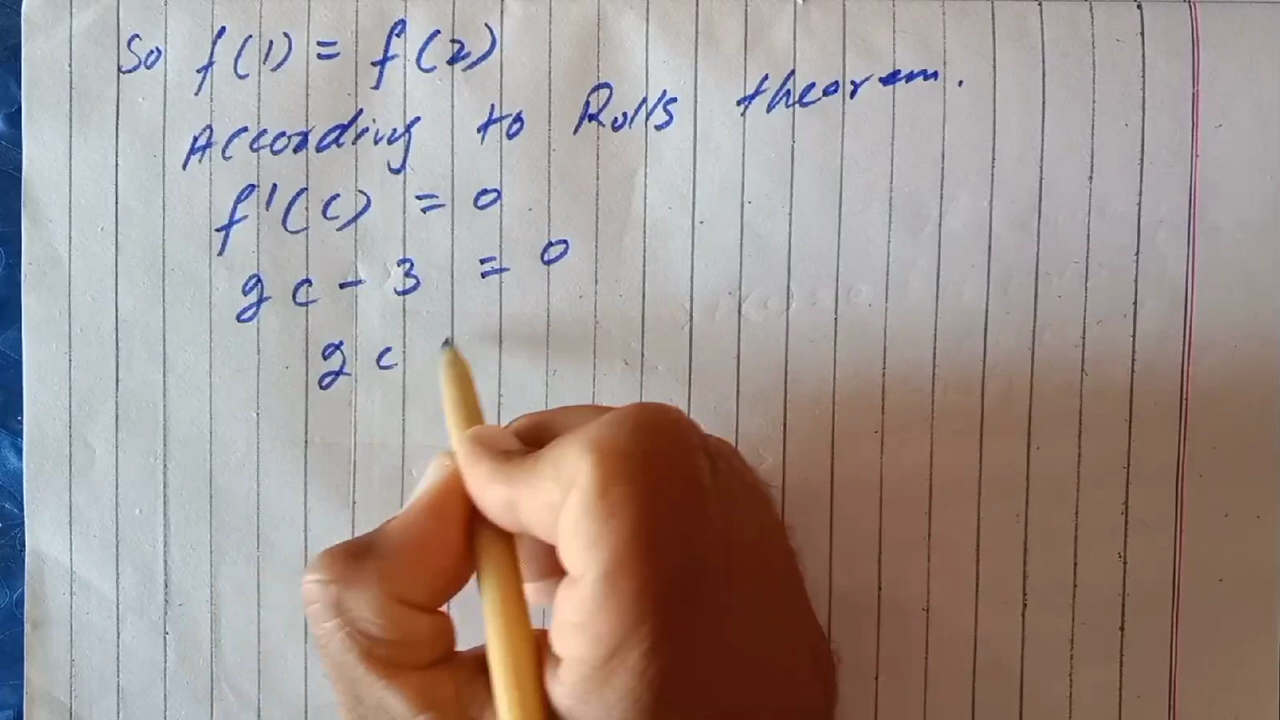 So f(1) = f(2)
According to Rolls theorem.
f'(c) = 0
2c - 3 = 0
2c